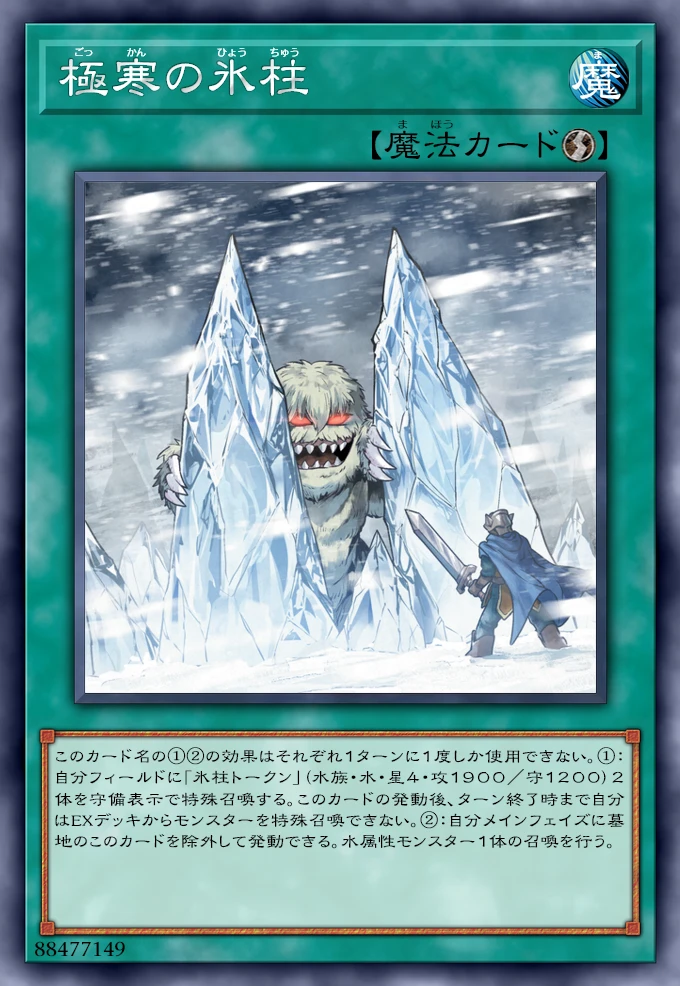 ごっ かん ひょう ちゅう
極寒の氷柱
ま
魔
ま ほう
【魔法カード】
このカード名の①②の効果はそれぞれ1ターンに1度しか使用できない。①:
自分フィールドに「氷柱トークン」(水族・水・星4・攻1900/守1200)2
体を守備表示で特殊召喚する。このカードの発動後、ターン終了時まで自分
はEXデッキからモンスターを特殊召喚できない。②:自分メインフェイズに墓
地のこのカードを除外して発動できる。水属性モンスター1体の召喚を行う。
88477149